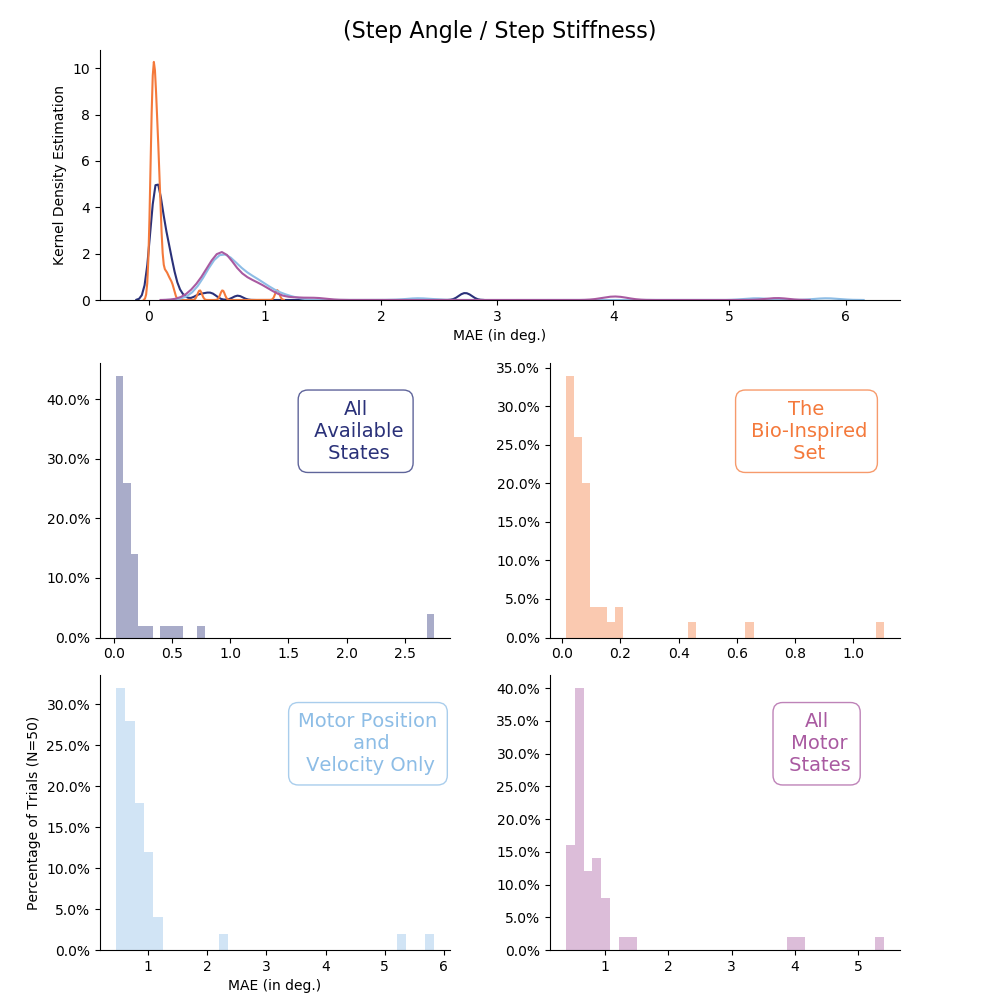 (Step Angle / Step Stiffness)
10
8
6
4
2
0
Kernel Density Estimation
0 1 2 3 4 5 6
MAE (in deg.)
40.0%
30.0%
20.0%
10.0%
0.0%
All
Available
States
0.0 0.5 1.0 1.5 2.0 2.5
35.0%
30.0%
25.0%
20.0%
15.0%
10.0%
5.0%
0.0%
The
Bio-Inspired
Set
0.0 0.2 0.4 0.6 0.8 1.0
Percentage of Trials (N=50)
30.0%
25.0%
20.0%
15.0%
10.0%
5.0%
0.0%
Motor Position
and
Velocity Only
1 2 3 4 5 6
MAE (in deg.)
40.0%
35.0%
30.0%
25.0%
20.0%
15.0%
10.0%
5.0%
0.0%
All
Motor
States
1 2 3 4 5